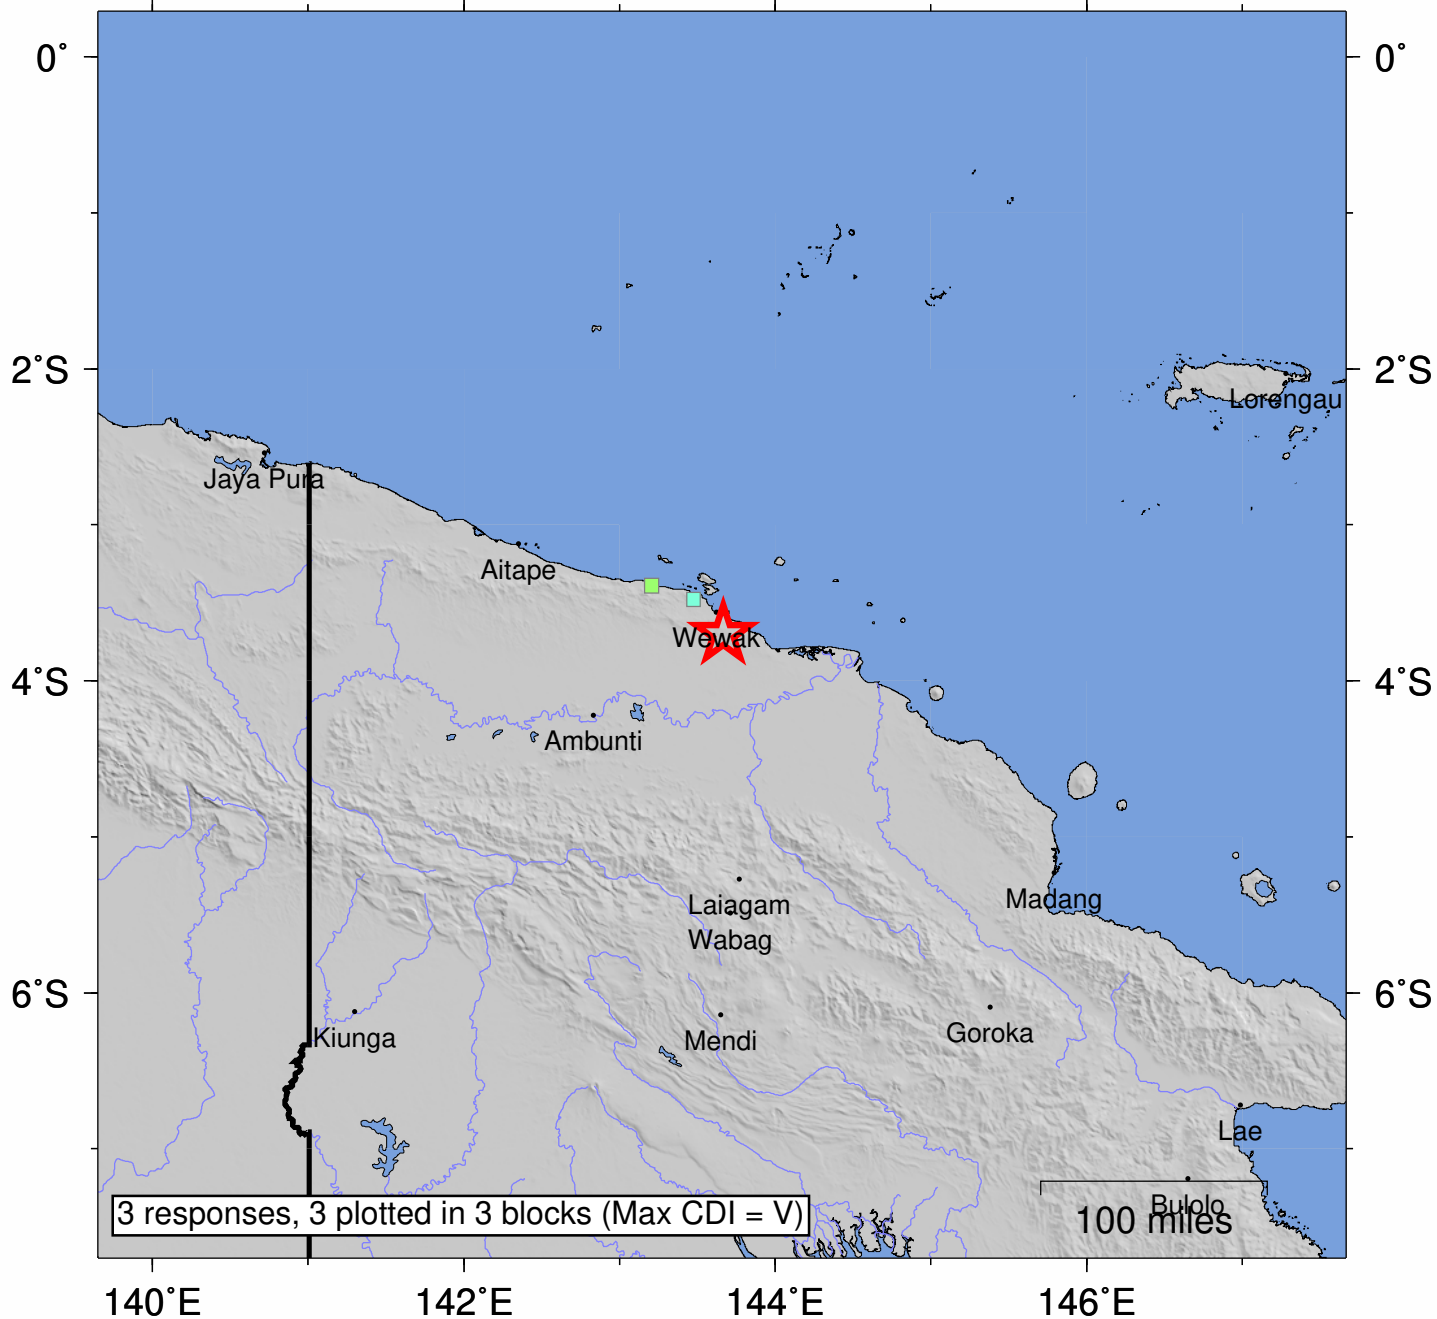 0° 0°
2°S 2°S
Lorengau
Jaya Pura
Aitape
Wewak
4°S 4°S
Ambunti
Laiagam
Madang
Wabag
6°S 6°S
Kiunga
Mendi
Goroka
Lae
Bulolo
3 responses, 3 plotted in 3 blocks (Max CDI = V)
100 miles
140°E 142°E 144°E 146°E